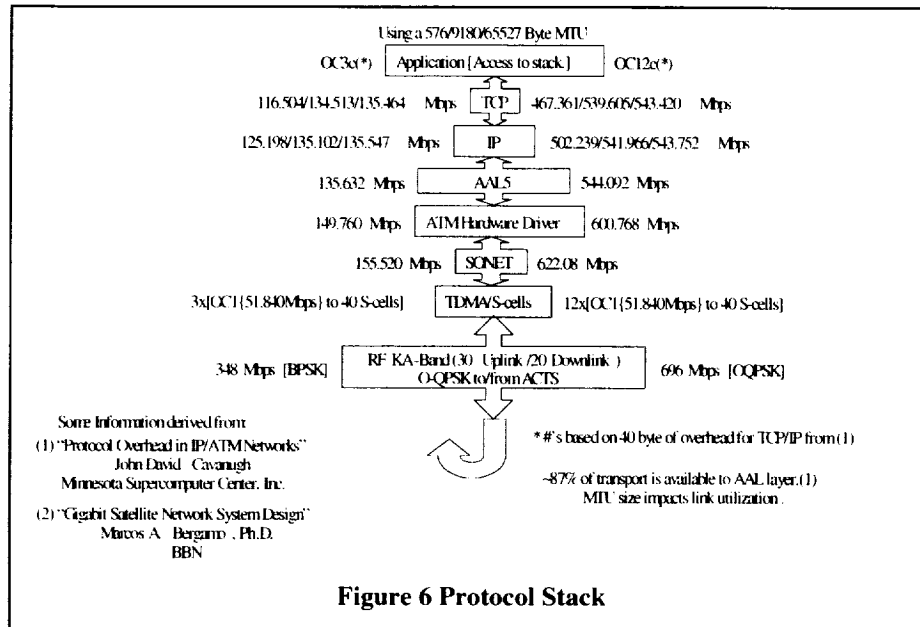 Using a 576/9180/65527 Byte MTU
OC3c(*) Application [Access to stack] OC12c(*)
116.504/134.513/135.464 Mbps TCP 467.361/539.605/543.420 Mbps
125.198/135.102/135.547 Mbps IP 502.239/541.966/543.752 Mbps
135.632 Mbps AAL5 544.092 Mbps
149.760 Mbps ATM Hardware Driver 600.768 Mbps
155.520 Mbps SONET 622.08 Mbps
3x[OC1{51.840Mbps} to 40 S-cells] TDMA/S-cells 12x[OC1{51.840Mbps} to 40 S-cells]
348 Mbps [BPSK] RF KA-Band (30 Uplink /20 Downlink ) 696 Mbps [OQPSK]
O-QPSK to/from ACTS
Some Information derived from:
(1) "Protocol Overhead in IP/ATM Networks"
John David Cavanugh
Minnesota Supercomputer Center, Inc.
(2) "Gigabit Satellite Network System Design"
Marcos A. Bergamo , Ph.D.
BBN
* #'s based on 40 byte of overhead for TCP/IP from (1)
~87% of transport is available to AAL layer.(1)
MTU size impacts link utilization .
Figure 6 Protocol Stack